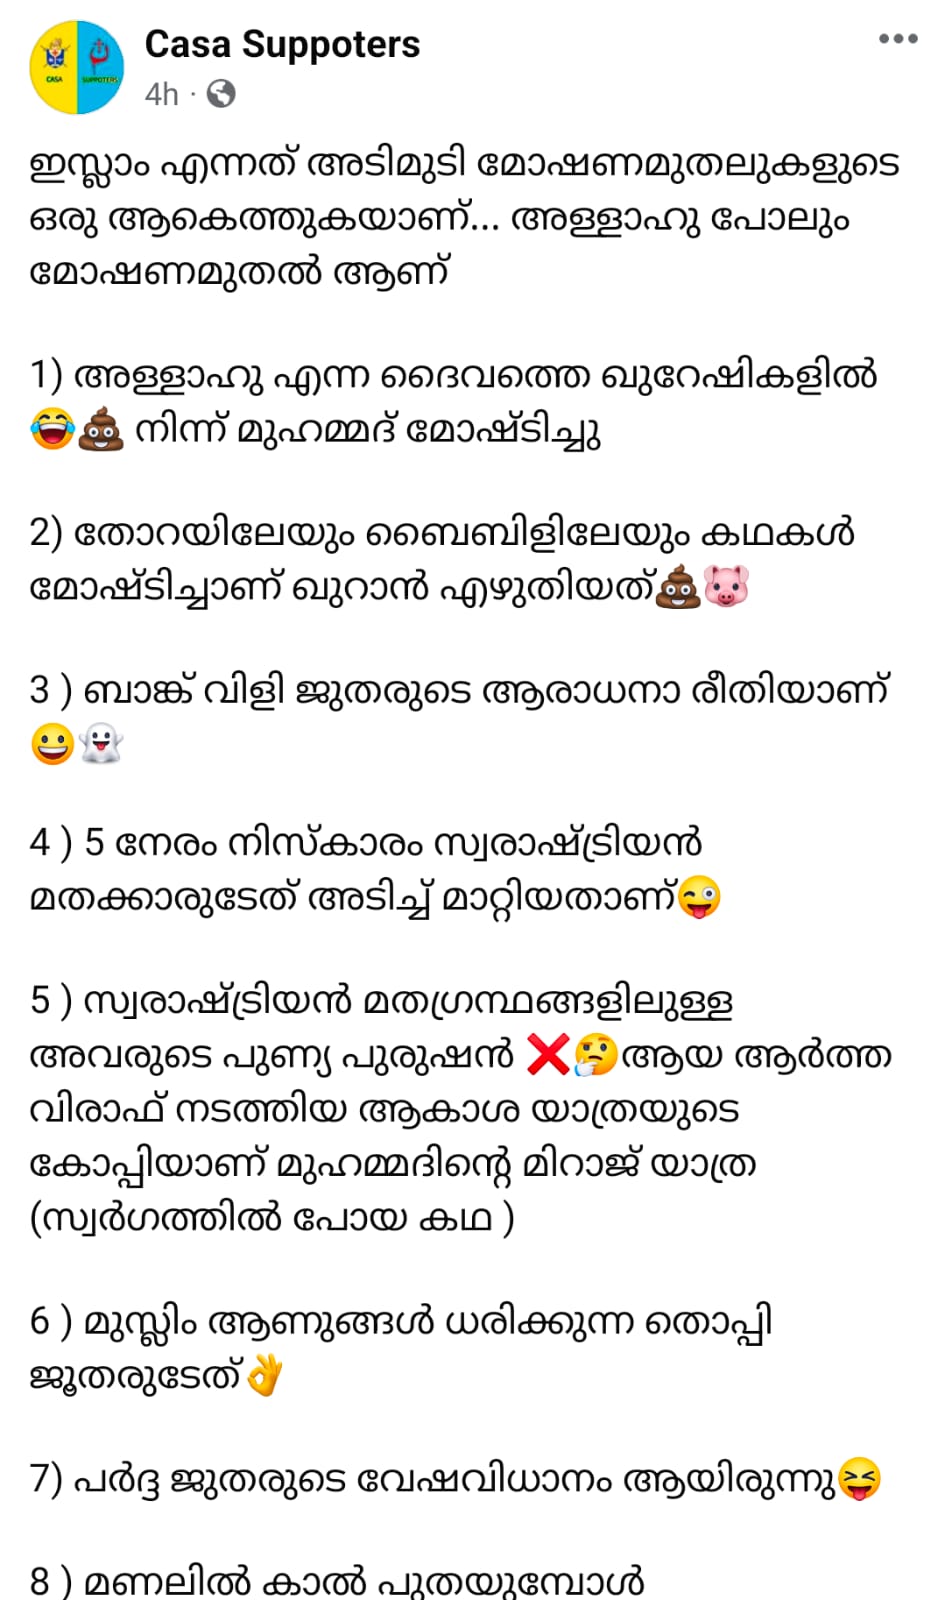 Casa Suppoters
4h ·
CASA
SUPPOTERS
ഇസ്ലാം എന്നത് അടിമുടി മോഷണമുതലുകളുടെ
ഒരു ആകെത്തുകയാണ്... അള്ളാഹു പോലും
മോഷണമുതൽ ആണ്
1) അള്ളാഹു എന്ന ദൈവത്തെ ഖുറേഷികളിൽ
😂💩 നിന്ന് മുഹമ്മദ് മോഷ്ടിച്ചു
2) തോറയിലേയും ബൈബിളിലേയും കഥകൾ
മോഷ്ടിച്ചാണ് ഖുറാൻ എഴുതിയത്💩🐷
3 ) ബാങ്ക് വിളി ജുതരുടെ ആരാധനാ രീതിയാണ്
😀👻
4 ) 5 നേരം നിസ്കാരം സ്വരാഷ്ട്രിയൻ
മതക്കാരുടേത് അടിച്ച് മാറ്റിയതാണ്😜
5 ) സ്വരാഷ്ട്രിയൻ മതഗ്രന്ഥങ്ങളിലുള്ള
അവരുടെ പുണ്യ പുരുഷൻ ❌🤔ആയ ആർത്ത
വിരാഫ് നടത്തിയ ആകാശ യാത്രയുടെ
കോപ്പിയാണ് മുഹമ്മദിന്റെ മിറാജ് യാത്ര
(സ്വർഗത്തിൽ പോയ കഥ )
6 ) മുസ്ലിം ആണുങ്ങൾ ധരിക്കുന്ന തൊപ്പി
ജൂതരുടേത്👌
7) പർദ്ദ ജുതരുടെ വേഷവിധാനം ആയിരുന്നു😝
8 ) മണലിൽ കാൽ പുതയുമ്പോൾ